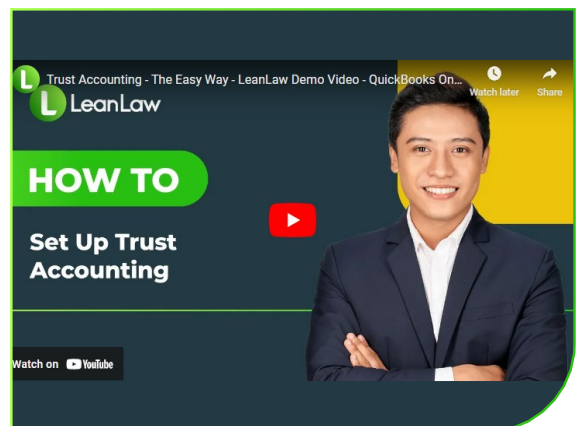 Trust Accounting - The Easy Way - LeanLaw Demo Video - QuickBooks On...
Watch later
Share
L
L LeanLaw
HOW TO
Set Up Trust
Accounting
Watch on YouTube